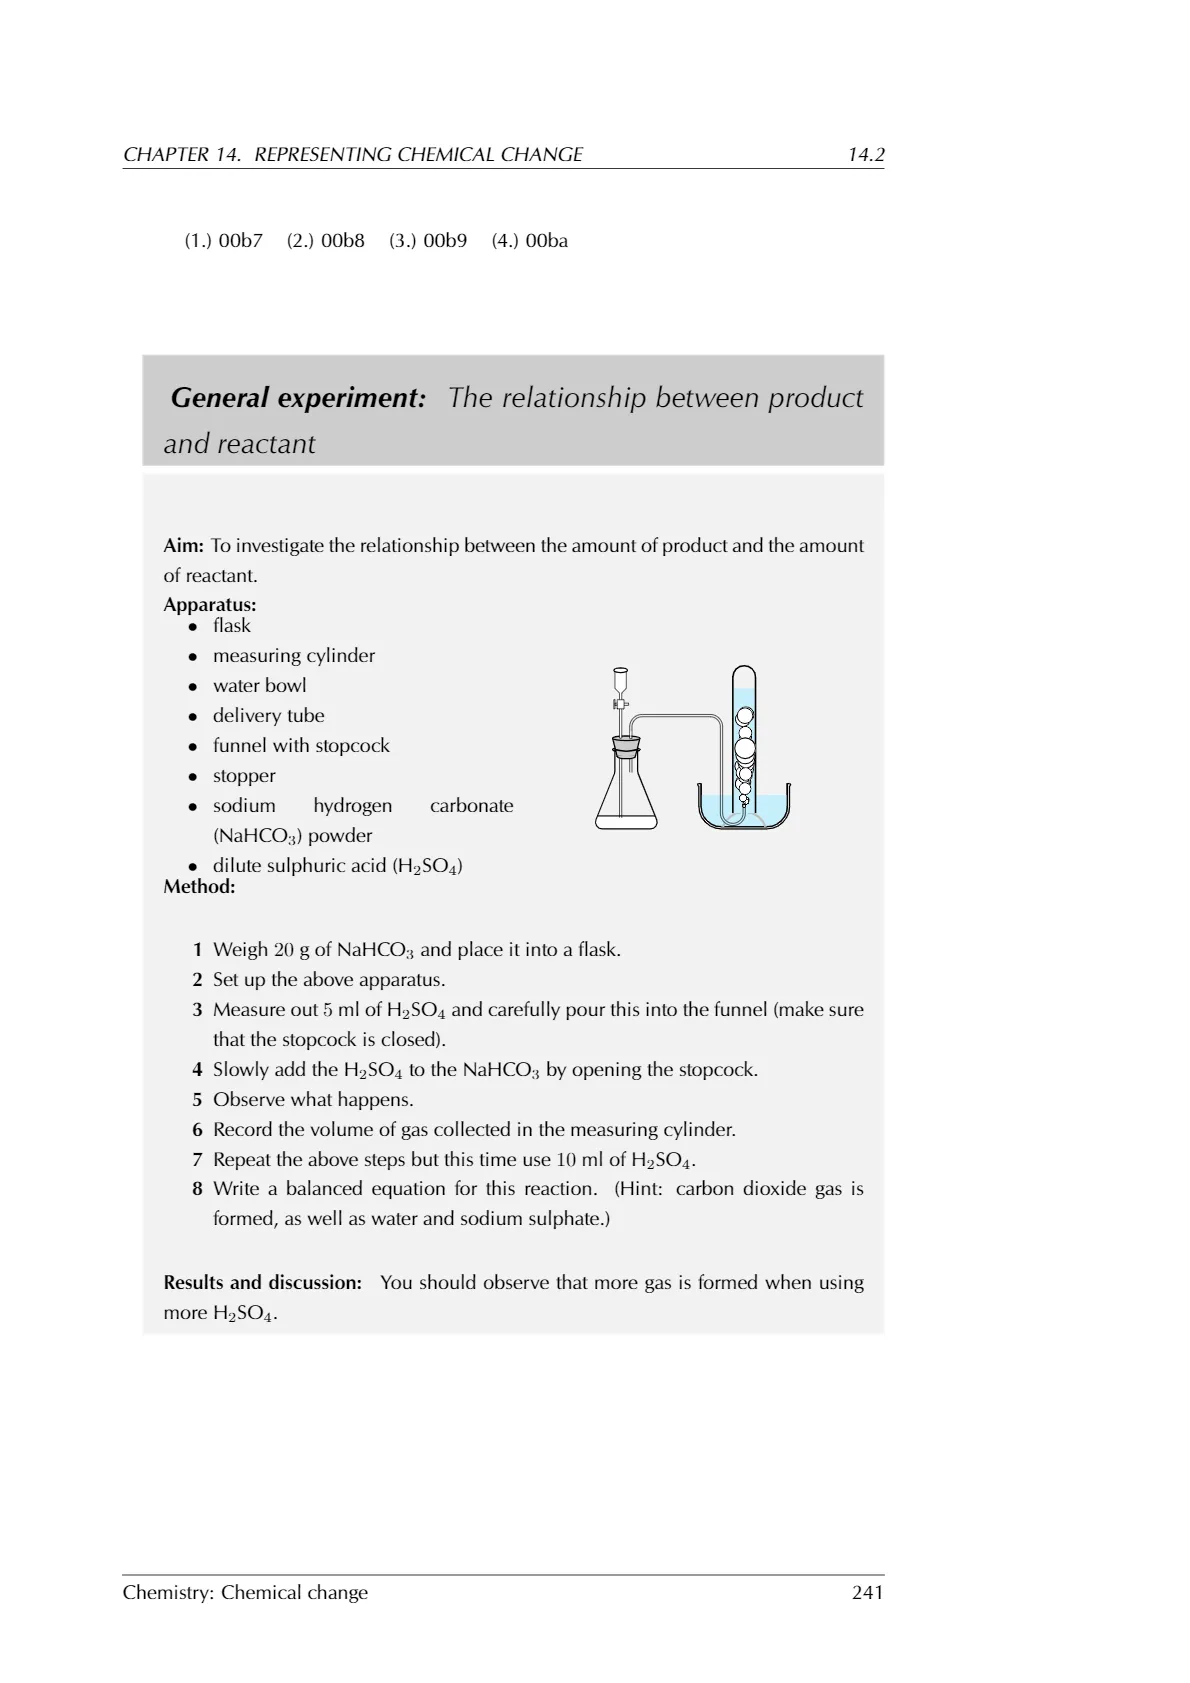 CHAPTER 14. REPRESENTING CHEMICAL CHANGE 14.2
(1.) 00b7 (2.) 00b8 (3.) 00b9 (4.) 00ba
General experiment: The relationship between product
and reactant
Aim: To investigate the relationship between the amount of product and the amount
of reactant.
Apparatus:
• flask
• measuring cylinder
• water bowl
• delivery tube
• funnel with stopcock
• stopper
• sodium hydrogen carbonate
(NaHCO₃) powder
• dilute sulphuric acid (H₂SO₄)
Method:
1 Weigh 20 g of NaHCO₃ and place it into a flask.
2 Set up the above apparatus.
3 Measure out 5 ml of H₂SO₄ and carefully pour this into the funnel (make sure
that the stopcock is closed).
4 Slowly add the H₂SO₄ to the NaHCO₃ by opening the stopcock.
5 Observe what happens.
6 Record the volume of gas collected in the measuring cylinder.
7 Repeat the above steps but this time use 10 ml of H₂SO₄.
8 Write a balanced equation for this reaction. (Hint: carbon dioxide gas is
formed, as well as water and sodium sulphate.)
Results and discussion: You should observe that more gas is formed when using
more H₂SO₄.
Chemistry: Chemical change 241